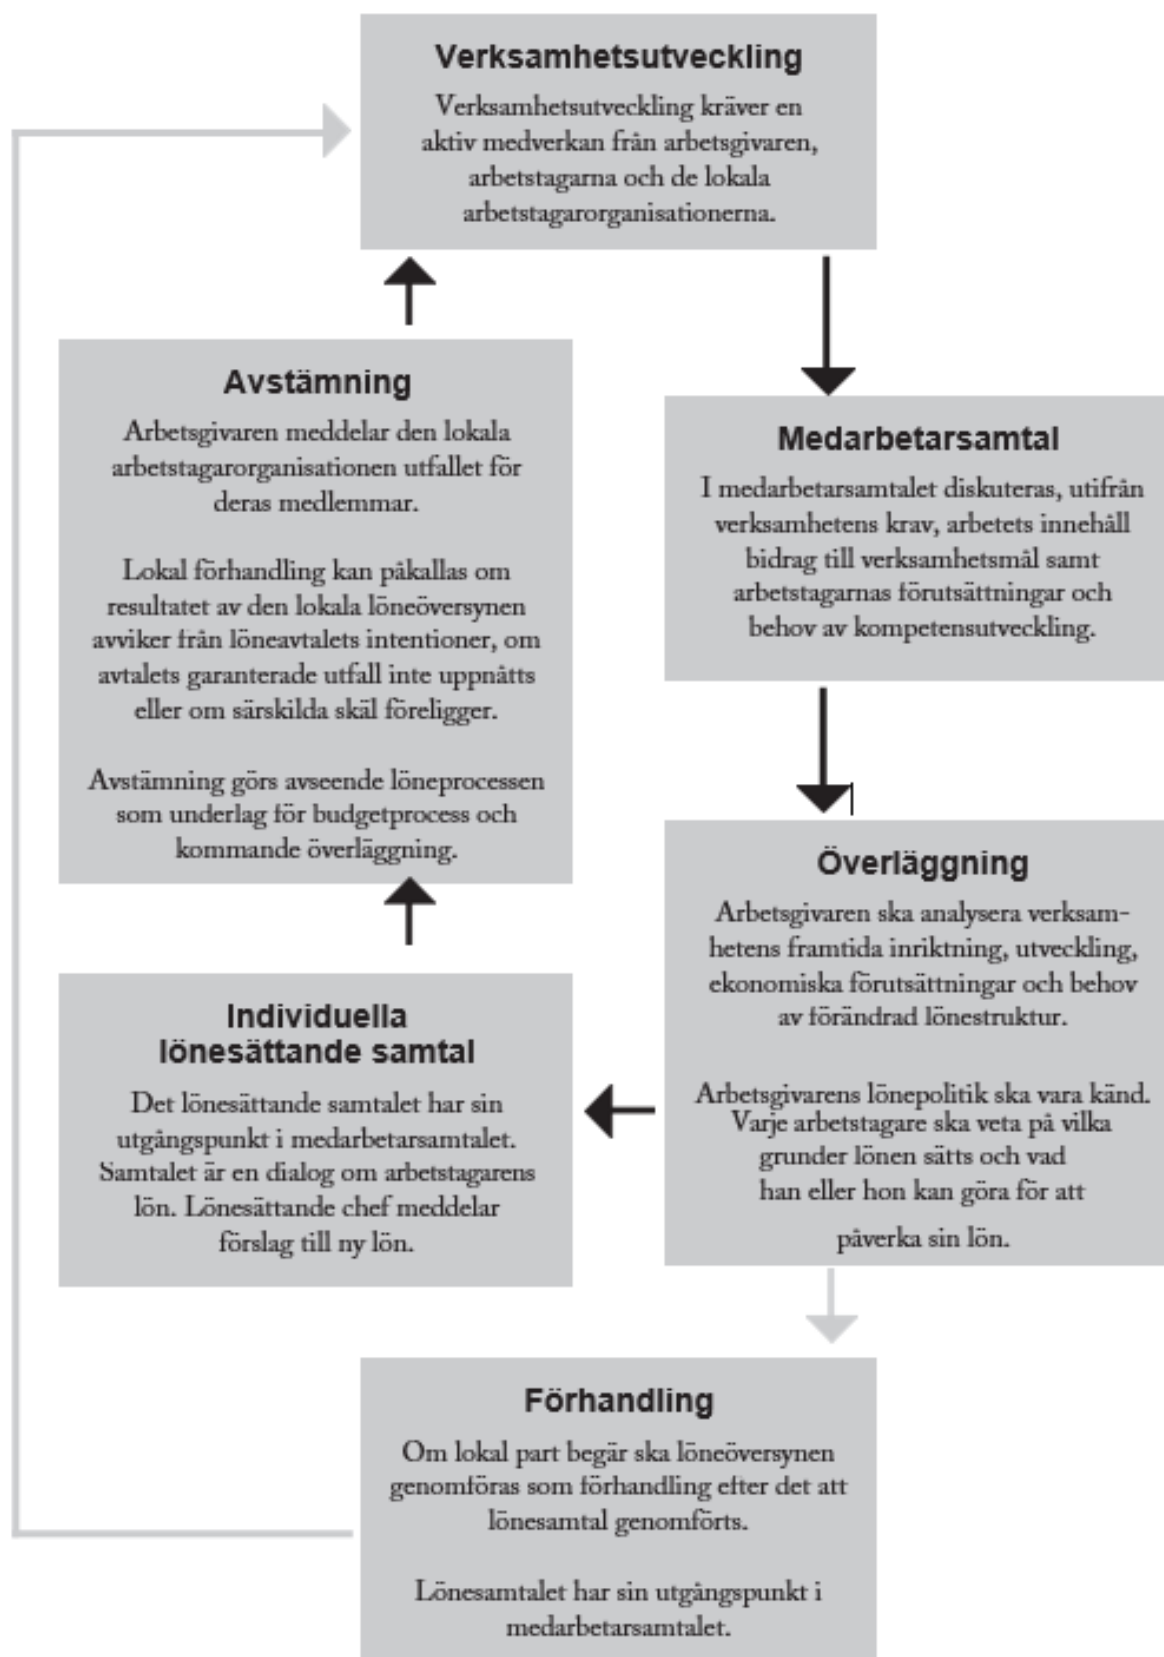 Verksamhetsutveckling
Verksamhetsutveckling kräver en
aktiv medverkan från arbetsgivaren,
arbetstagarna och de lokala
arbetstagarorganisationerna.
Medarbetarsamtal
I medarbetarsamtalet diskuteras, utifrån
verksamhetens krav, arbetets innehåll
bidrag till verksamhetsmål samt
arbetstagarnas förutsättningar och
behov av kompetensutveckling.
Överläggning
Arbetsgivaren ska analysera verksam-
hetens framtida inriktning, utveckling,
ekonomiska förutsättningar och behov
av förändrad lönestruktur.
Arbetsgivarens lönepolitik ska vara känd.
Varje arbetstagare ska veta på vilka
grunder lönen sätts och vad
han eller hon kan göra för att
påverka sin lön.
Individuella
lönesättande samtal
Det lönesättande samtalet har sin
utgångspunkt i medarbetarsamtalet.
Samtalet är en dialog om arbetstagarens
lön. Lönesättande chef meddelar
förslag till ny lön.
Avstämning
Arbetsgivaren meddelar den lokala
arbetstagarorganisationen utfallet för
deras medlemmar.
Lokal förhandling kan påkallas om
resultatet av den lokala löneöversynen
avviker från löneavtalets intentioner, om
avtalets garanterade utfall inte uppnåtts
eller om särskilda skäl föreligger.
Avstämning görs avseende löneprocessen
som underlag för budgetprocess och
kommande överläggning.
Förhandling
Om lokal part begär ska löneöversynen
genomföras som förhandling efter det att
lönesamtal genomförts.
Lönesamtalet har sin utgångspunkt i
medarbetarsamtalet.